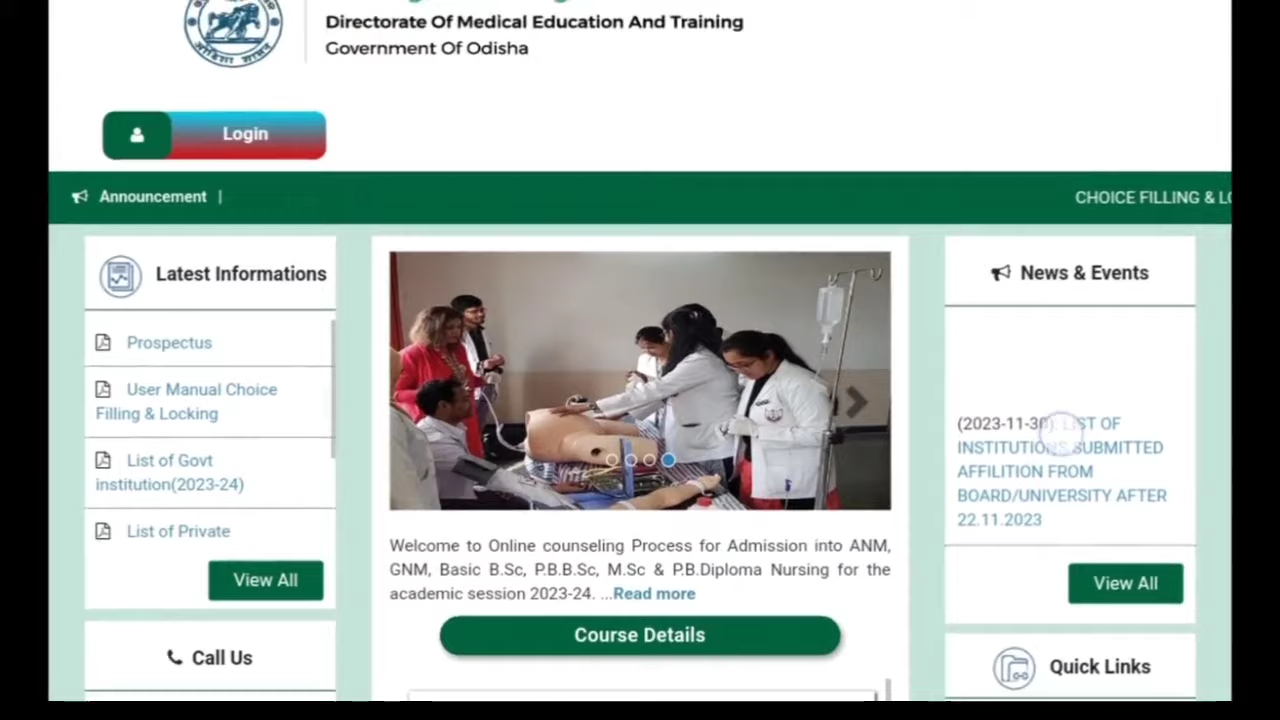 Directorate Of Medical Education And Training
Government Of Odisha
Login
Announcement |
CHOICE FILLING & LO
Latest Informations
Prospectus
User Manual Choice
Filling & Locking
List of Govt
institution(2023-24)
List of Private
View All
Call Us
Welcome to Online counseling Process for Admission into ANM,
GNM, Basic B.Sc, P.B.B.Sc, M.Sc & P.B.Diploma Nursing for the
academic session 2023-24. ...Read more
Course Details
News & Events
(2023-11-30): LIST OF
INSTITUTIONS SUBMITTED
AFFILITION FROM
BOARD/UNIVERSITY AFTER
22.11.2023
View All
Quick Links